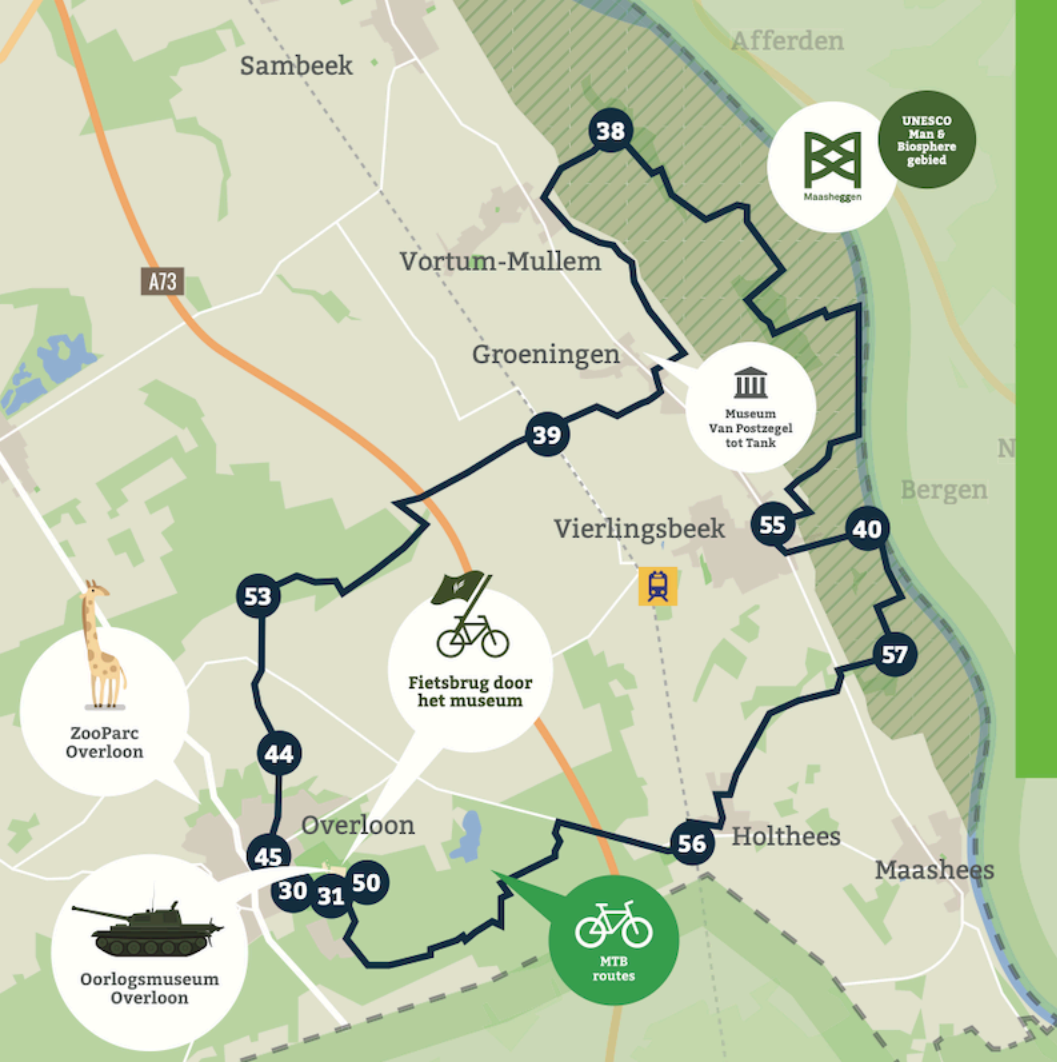 Afferden
Sambeek
38
UNESCO
Man &
Biosphere
gebied
Maasheggen
Vortum-Mullem
A73
Groeningen
Museum
Van Postzegel
tot Tank
39
N
Bergen
55
40
Vierlingsbeek
53
57
Fietsbrug door
het museum
ZooParc
Overloon
44
Overloon
56
Holthees
45
Maashees
30
31
50
MTB
routes
Oorlogsmuseum
Overloon